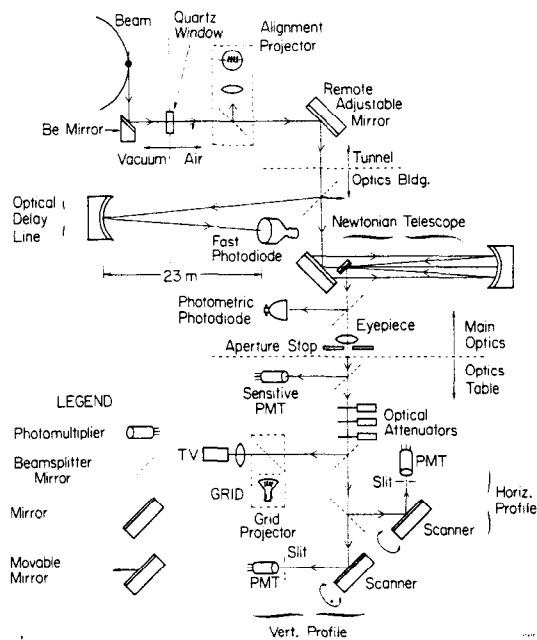 Beam
Quartz
Window
Alignment
Projector
Remote
Adjustable
Mirror
Be Mirror
Vacuum
Air
Tunnel
Optics Bldg.
Optical
Delay
Line
Fast
Photodiode
Newtonian Telescope
23 m
Photometric
Photodiode
Eyepiece
Aperture Stop
Main
Optics
Optics
Table
Sensitive
PMT
LEGEND
Photomultiplier
Beamsplitter
Mirror
Mirror
Movable
Mirror
Optical
Attenuators
TV
GRID
Grid
Projector
PMT
Slit
Horiz.
Profile
Scanner
Slit
PMT
Scanner
Vert. Profile